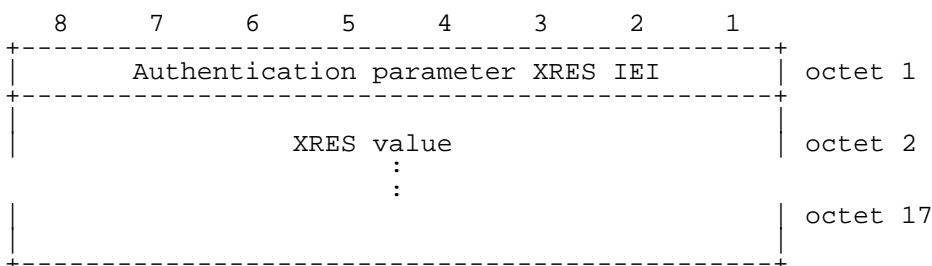 8 7 6 5 4 3 2 1
Authentication parameter XRES IEI octet 1
XRES value octet 2
:
:
octet 17